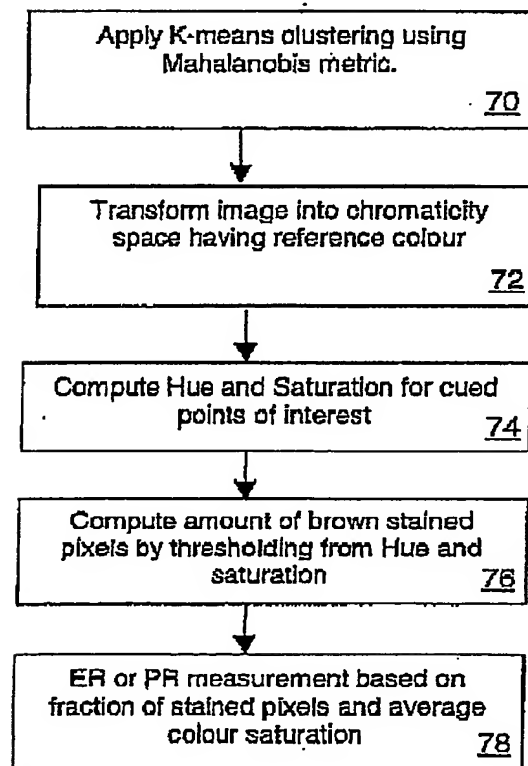 Apply K-means clustering using
Mahalanobis metric.
70
Transform image into chromaticity
space having reference colour
72
Compute Hue and Saturation for cued
points of interest
74
Compute amount of brown stained
pixels by thresholding from Hue and
saturation
76
ER or PR measurement based on
fraction of stained pixels and average
colour saturation
78